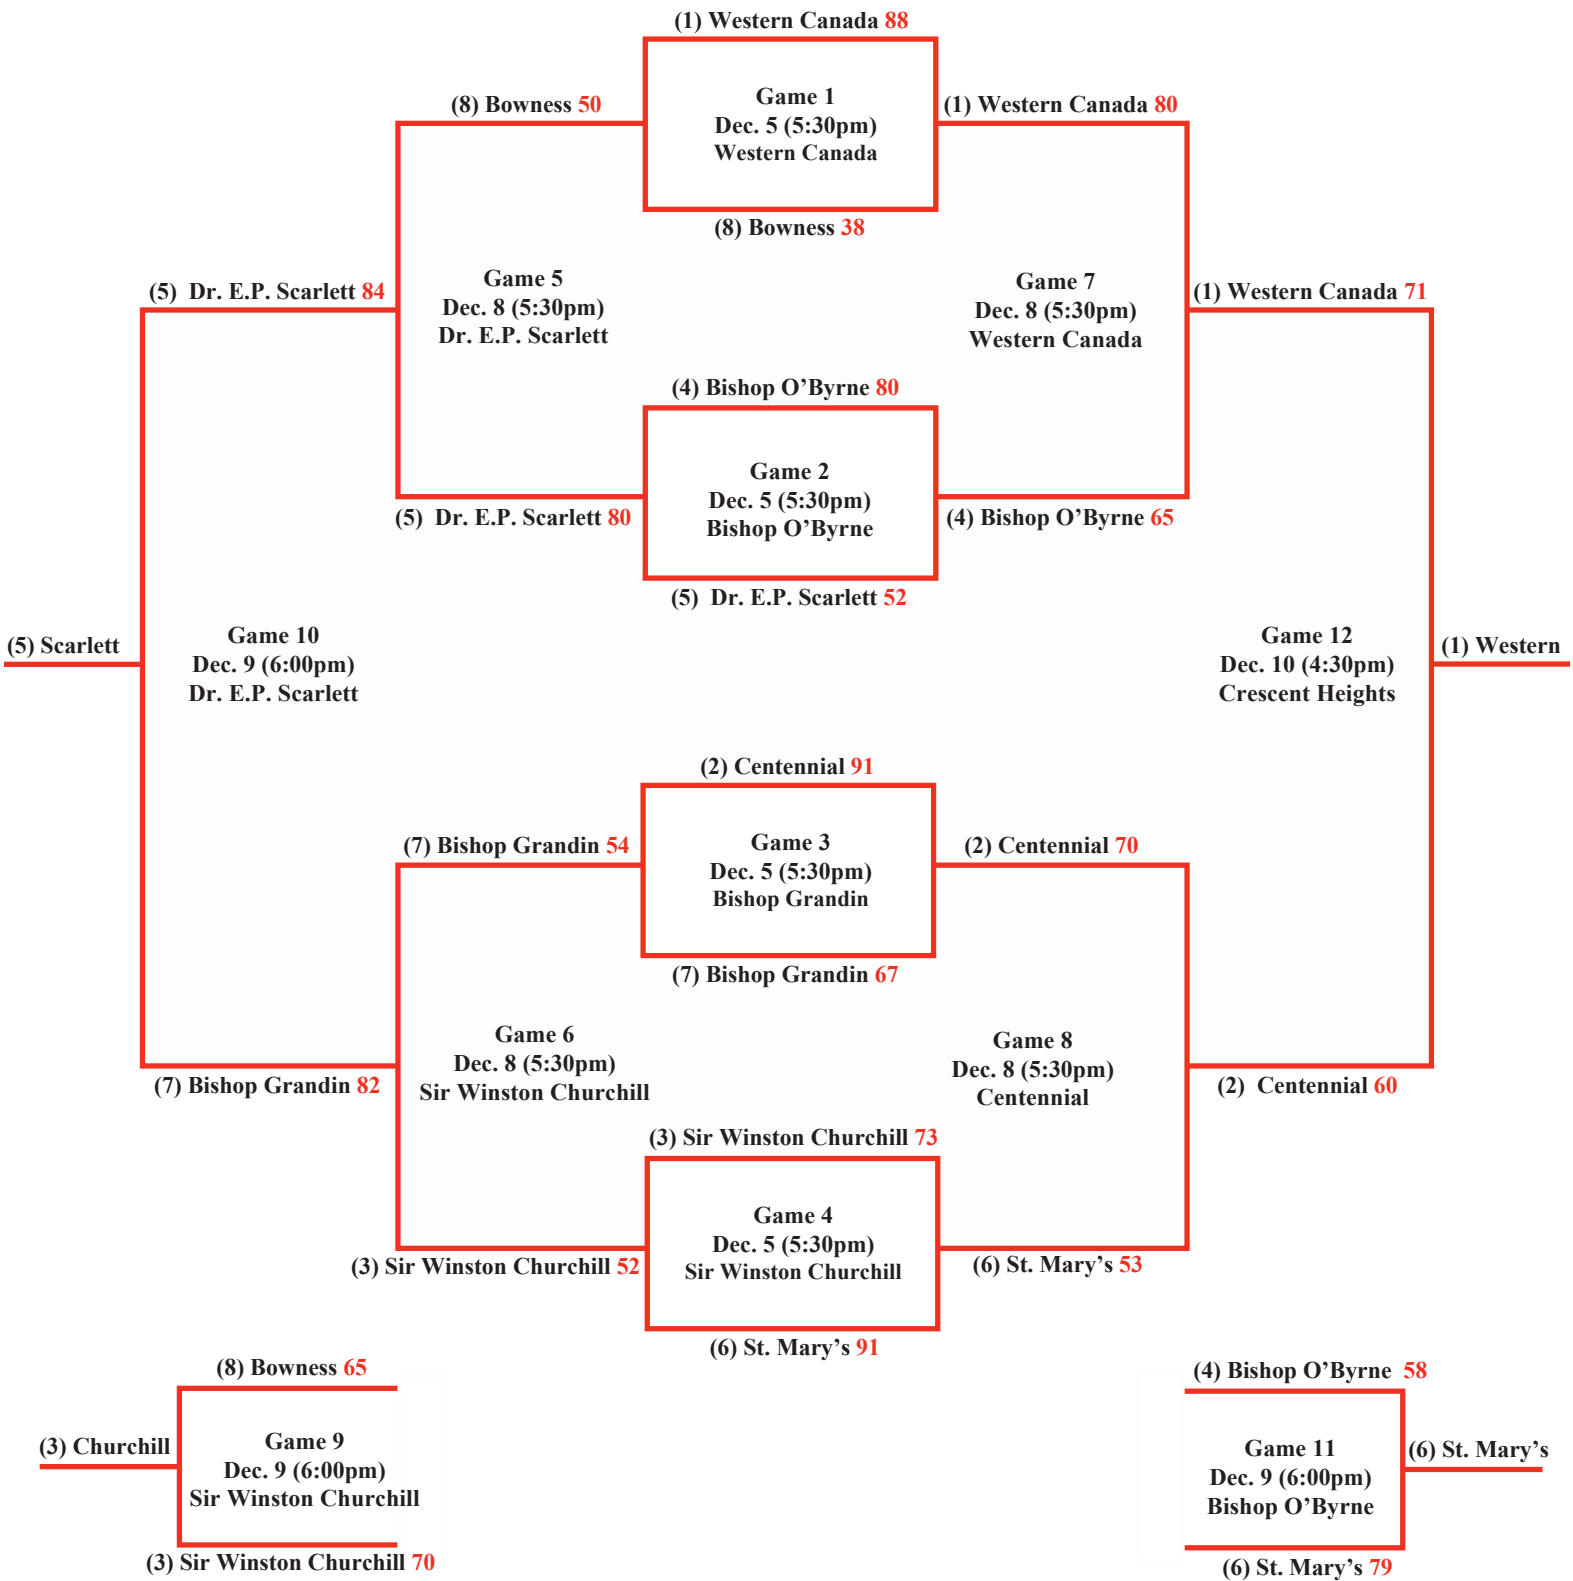 (1) Western Canada 88
(8) Bowness 50
Game 1
Dec. 5 (5:30pm)
Western Canada
(1) Western Canada 80
(8) Bowness 38
(5) Dr. E.P. Scarlett 84
Game 5
Dec. 8 (5:30pm)
Dr. E.P. Scarlett
Game 7
Dec. 8 (5:30pm)
Western Canada
(1) Western Canada 71
(4) Bishop O’Byrne 80
Game 2
Dec. 5 (5:30pm)
Bishop O’Byrne
(5) Dr. E.P. Scarlett 80
(4) Bishop O’Byrne 65
(5) Dr. E.P. Scarlett 52
(5) Scarlett
Game 10
Dec. 9 (6:00pm)
Dr. E.P. Scarlett
Game 12
Dec. 10 (4:30pm)
Crescent Heights
(1) Western
(2) Centennial 91
(7) Bishop Grandin 54
Game 3
Dec. 5 (5:30pm)
Bishop Grandin
(2) Centennial 70
(7) Bishop Grandin 67
Game 6
Dec. 8 (5:30pm)
Sir Winston Churchill
Game 8
Dec. 8 (5:30pm)
Centennial
(7) Bishop Grandin 82
(2) Centennial 60
(3) Sir Winston Churchill 73
Game 4
Dec. 5 (5:30pm)
Sir Winston Churchill
(3) Sir Winston Churchill 52
(6) St. Mary’s 53
(6) St. Mary’s 91
(8) Bowness 65
(3) Churchill
Game 9
Dec. 9 (6:00pm)
Sir Winston Churchill
(3) Sir Winston Churchill 70
(4) Bishop O’Byrne 58
Game 11
Dec. 9 (6:00pm)
Bishop O’Byrne
(6) St. Mary’s
(6) St. Mary’s 79